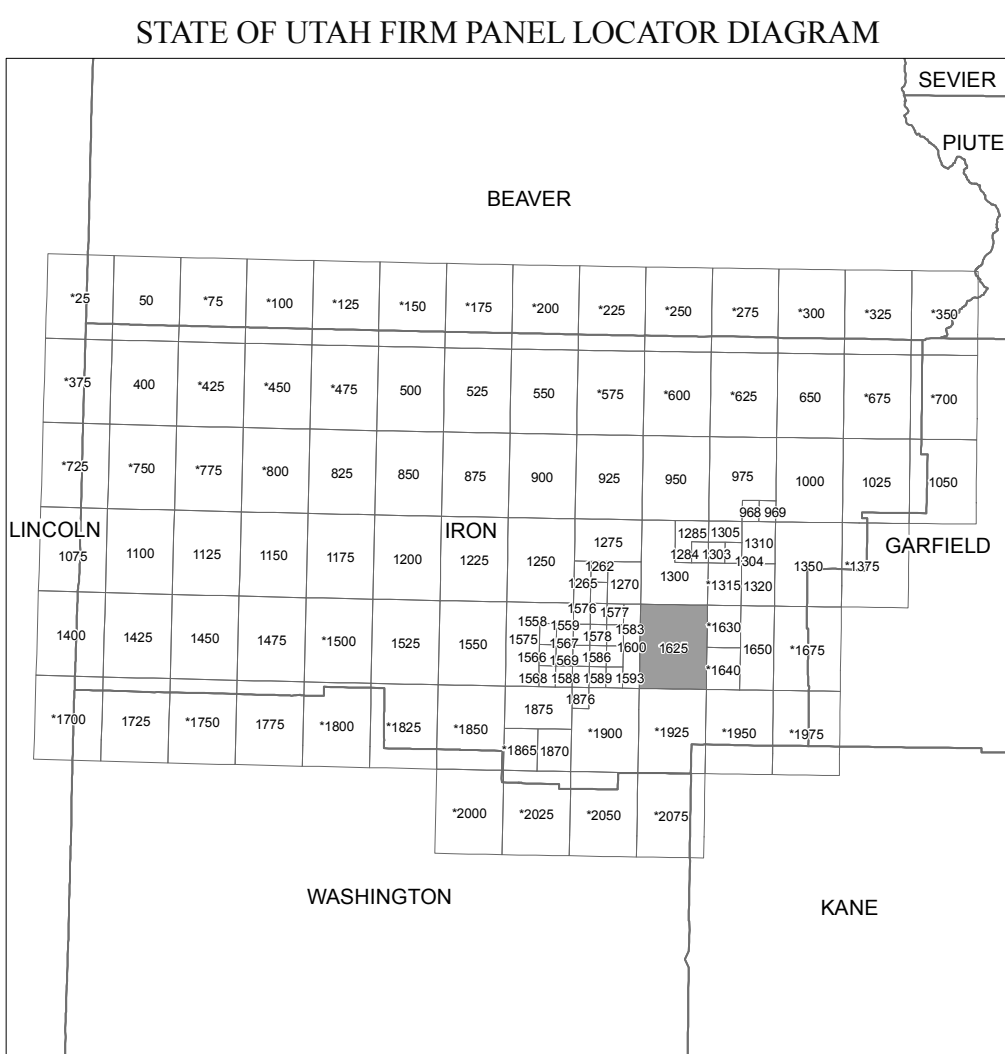 STATE OF UTAH FIRM PANEL LOCATOR DIAGRAM
SEVIER
PIUTE
BEAVER
*25 50 *75 *100 *125 *150 *175 *200 *225 *250 *275 *300 *325 *350
*375 400 *425 *450 *475 500 525 550 *575 *600 *625 650 *675 *700
*725 *750 *775 *800 825 850 875 900 925 950 975 1000 1025 1050
968 969
LINCOLN IRON 1285 1305 GARFIELD
1275 1310
1075 1100 1125 1150 1175 1200 1225 1250 1284 1303 1304 1350 *1375
1262 1300
1265 1270 *1315 1320
1576 1577
1558 1559 1583 *1630
1400 1425 1450 1475 *1500 1525 1550 1575 1567 1578 1600 1625 1650 *1675
1566 1569 1586 *1640
1568 1588 1589 1593
1876
*1700 1725 *1750 1775 *1800 *1825 *1850 1875 *1900 *1925 *1950 *1975
*1865 1870
*2000 *2025 *2050 *2075
WASHINGTON
KANE